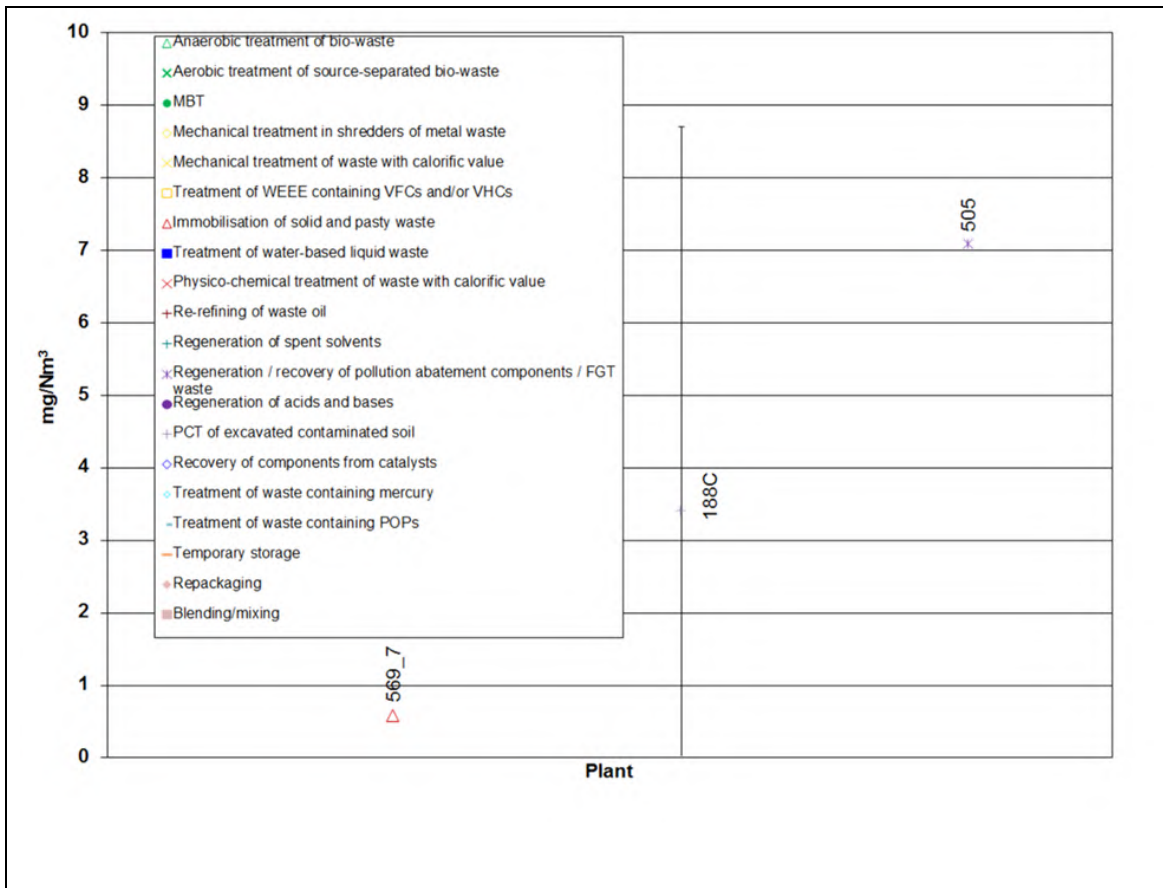 10
9
8
7
6
5
4
3
2
1
0
mg/Nm³
Anaerobic treatment of bio-waste
Aerobic treatment of source-separated bio-waste
MBT
Mechanical treatment in shredders of metal waste
Mechanical treatment of waste with calorific value
Treatment of WEEE containing VFCs and/or VHCs
Immobilisation of solid and pasty waste
Treatment of water-based liquid waste
Physico-chemical treatment of waste with calorific value
Re-refining of waste oil
Regeneration of spent solvents
Regeneration / recovery of pollution abatement components / FGT
waste
Regeneration of acids and bases
PCT of excavated contaminated soil
Recovery of components from catalysts
Treatment of waste containing mercury
Treatment of waste containing POPs
Temporary storage
Repackaging
Blending/mixing
569_7
188C
505
Plant